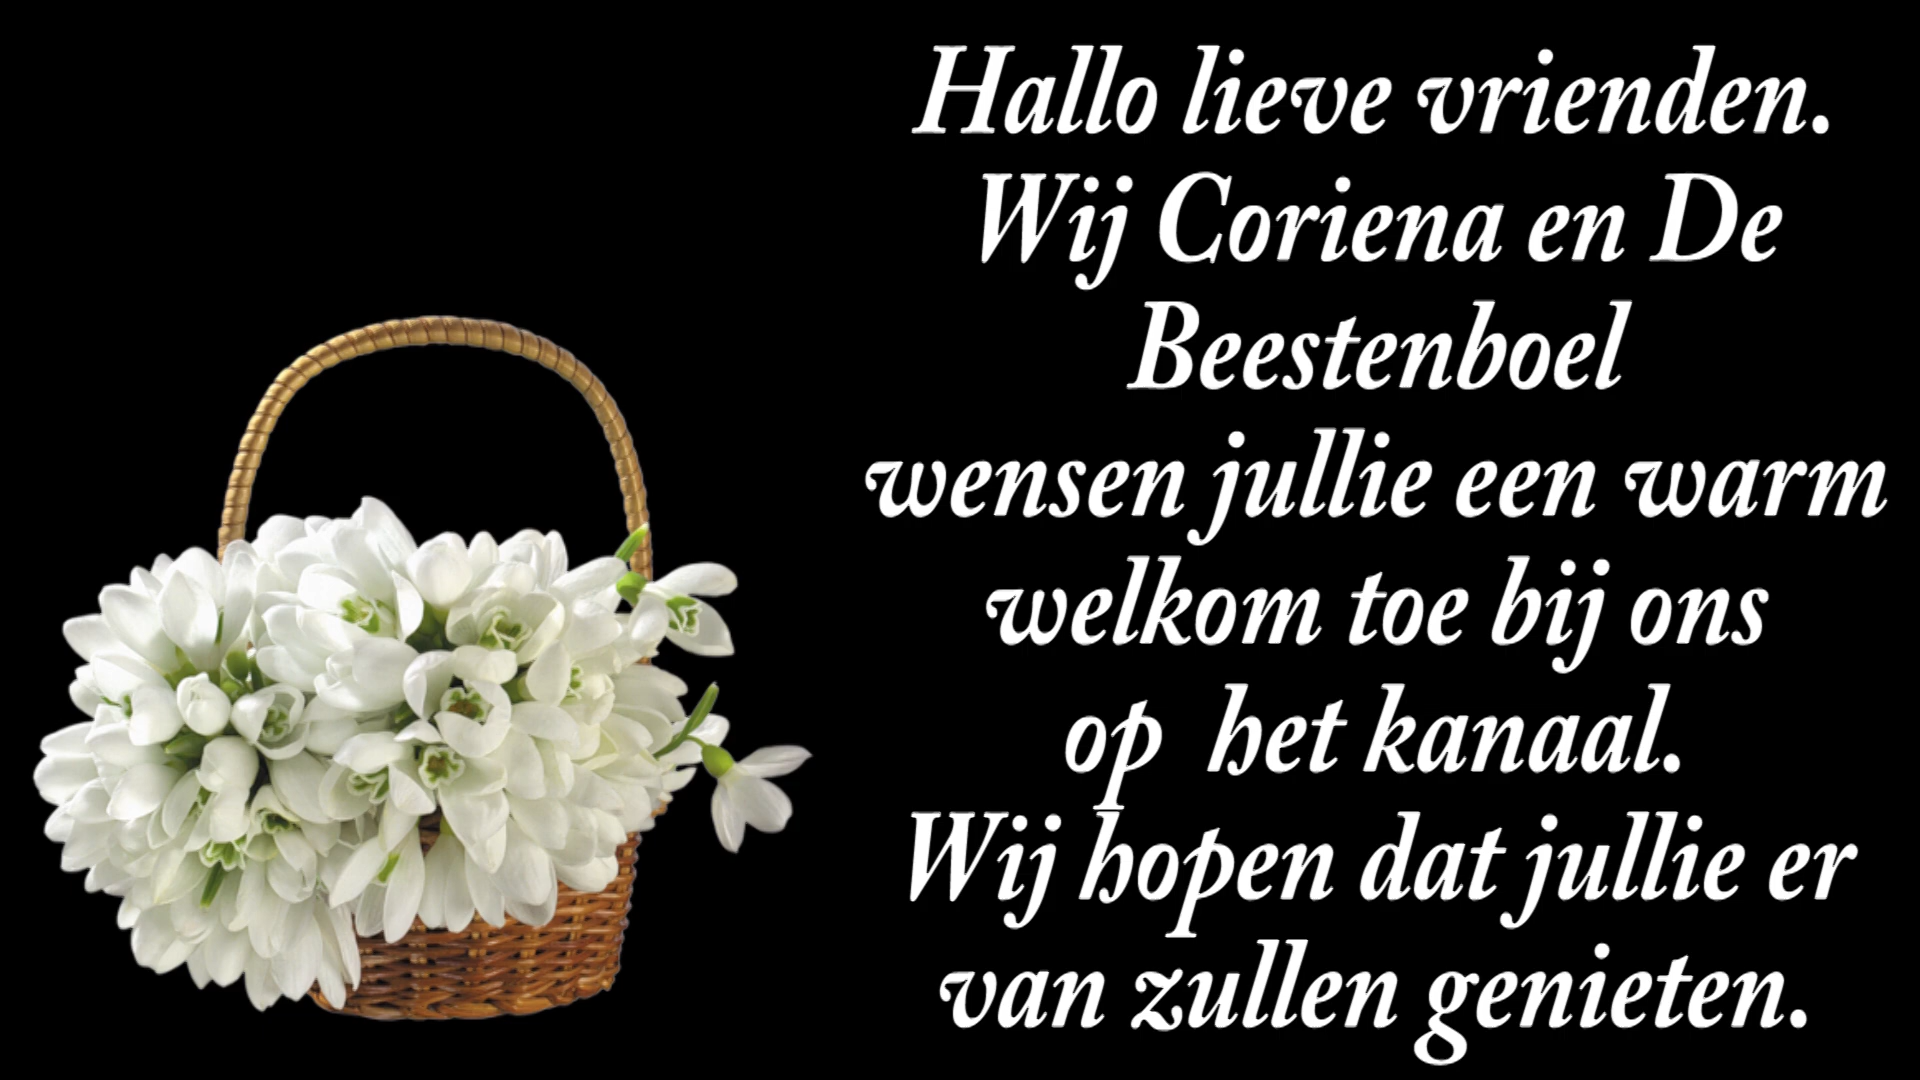 Hallo lieve vrienden.
Wij Coriena en De
Beestenboel
wensen jullie een warm
welkom toe bij ons
op  het kanaal.
Wij hopen dat jullie er
van zullen genieten.